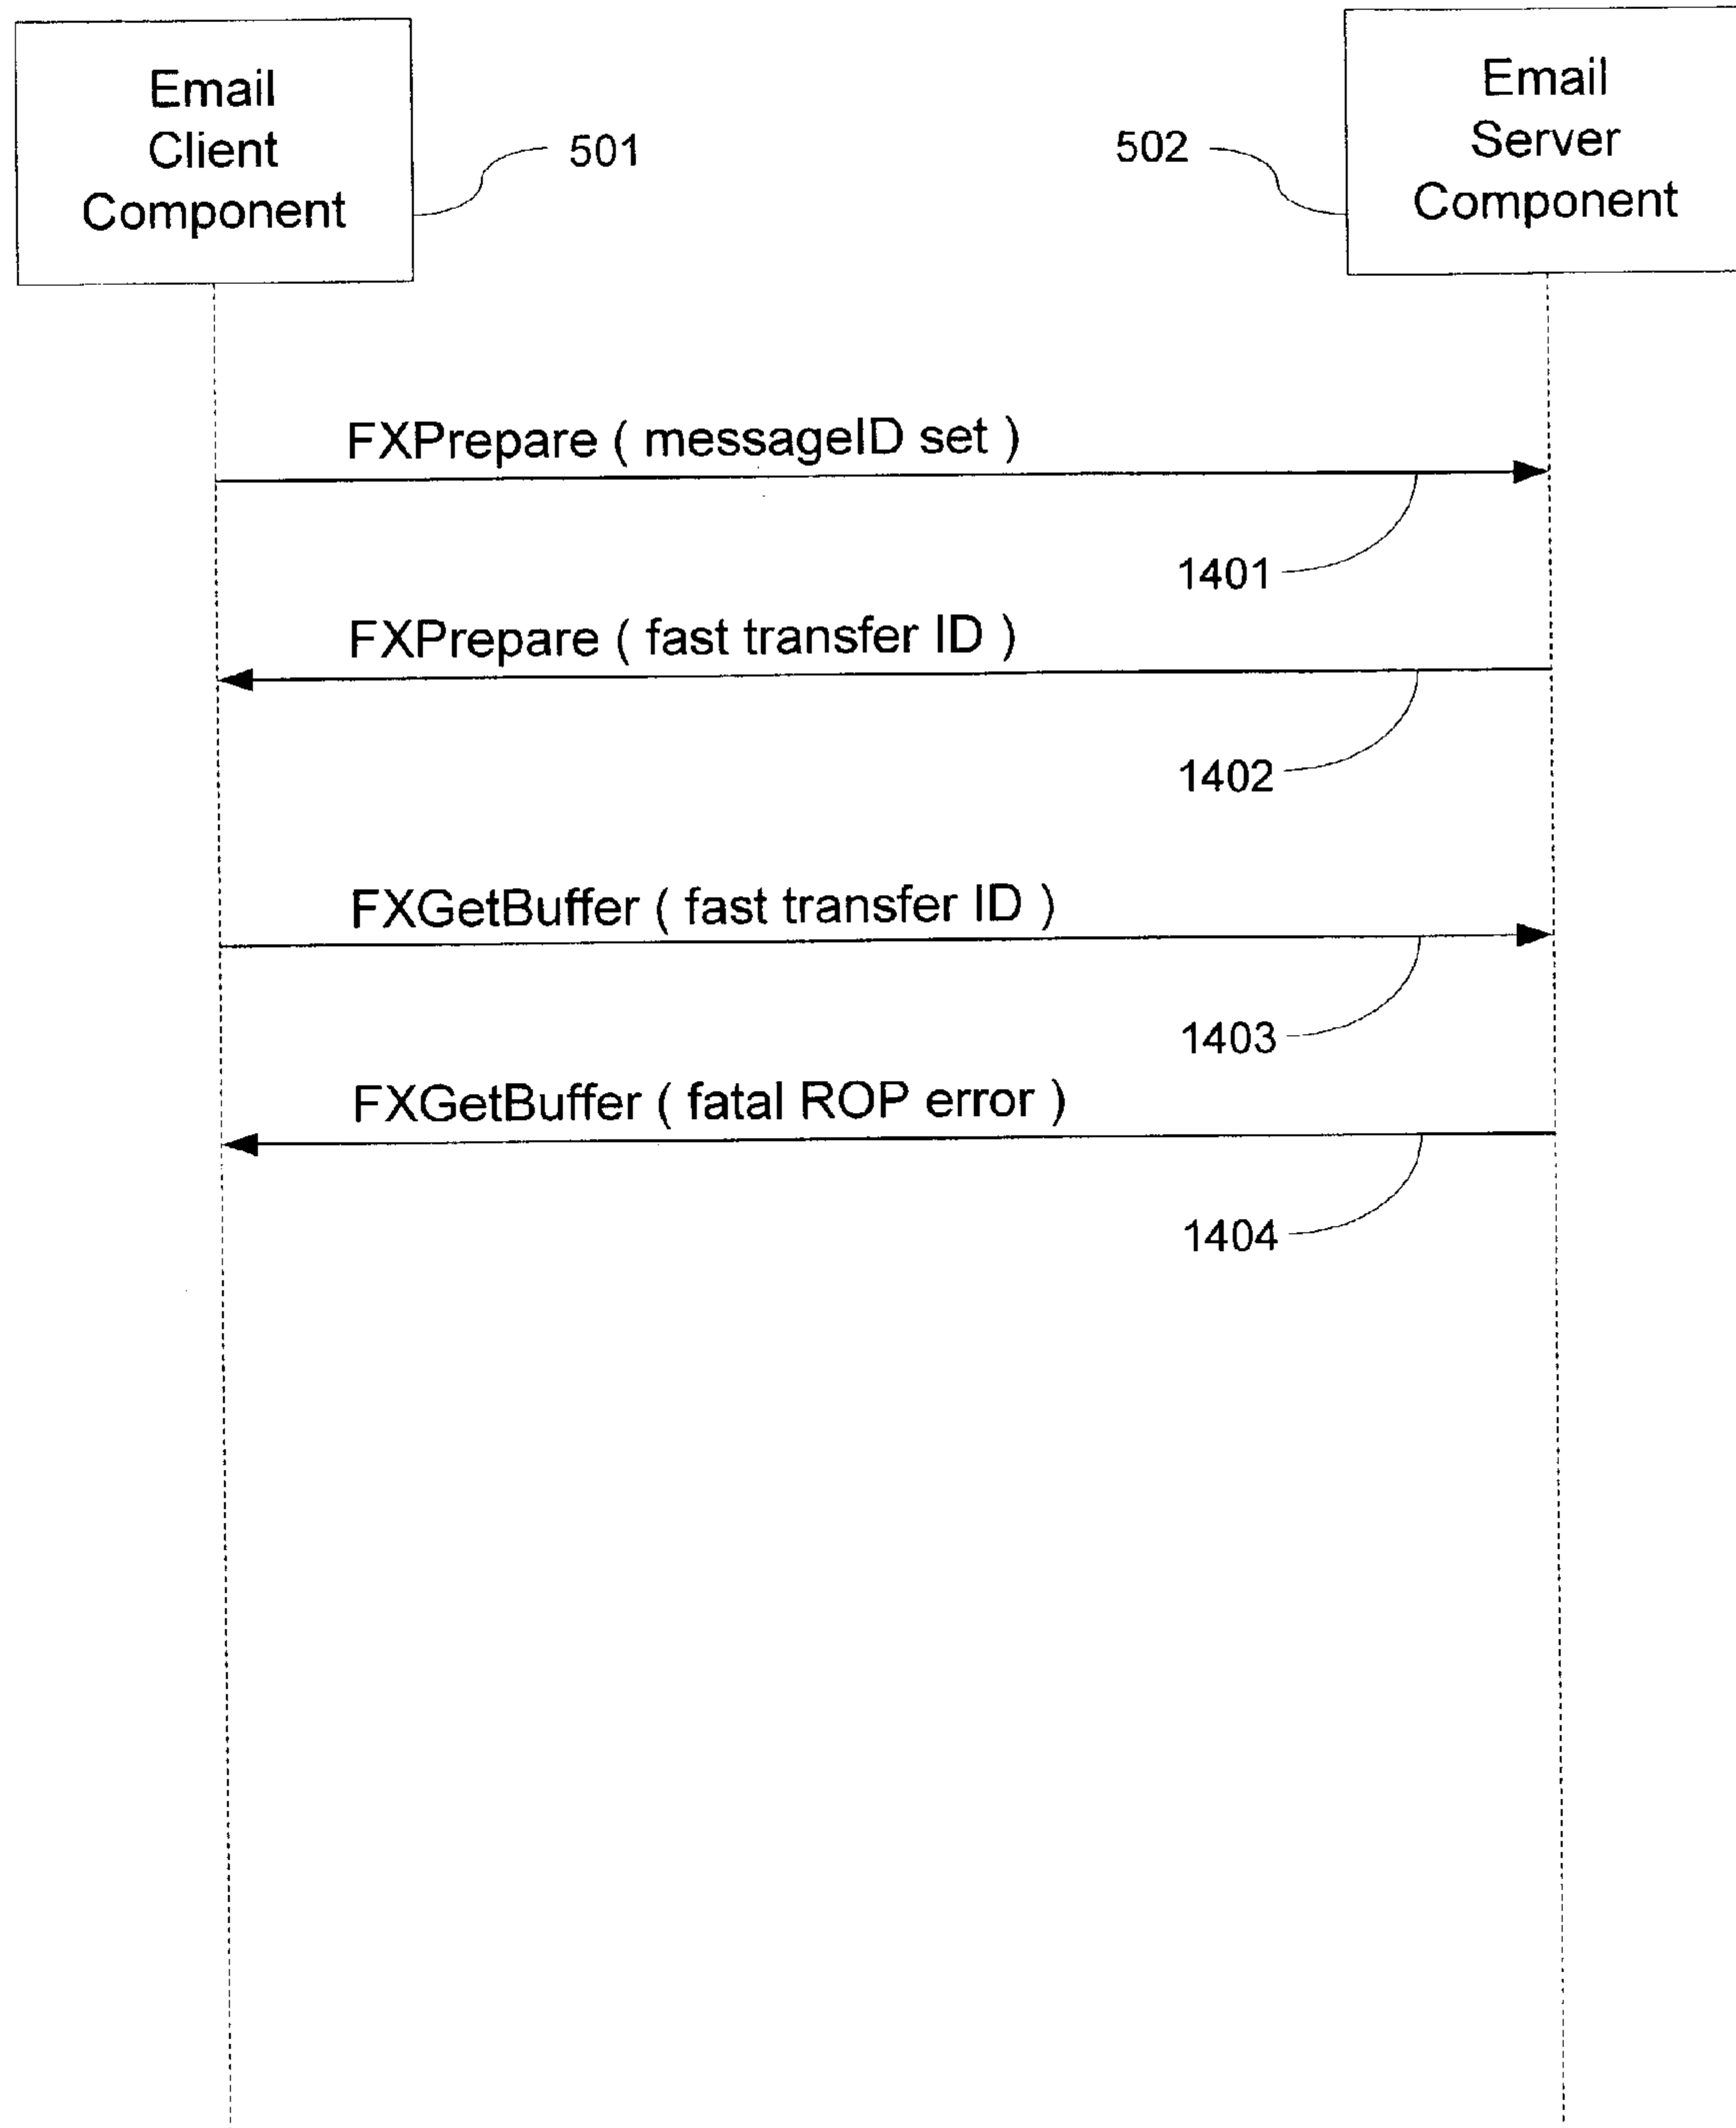 Email
Client
Component
501
502
Email
Server
Component
FXPrepare ( messageID set )
1401
FXPrepare ( fast transfer ID )
1402
FXGetBuffer ( fast transfer ID )
1403
FXGetBuffer ( fatal ROP error )
1404